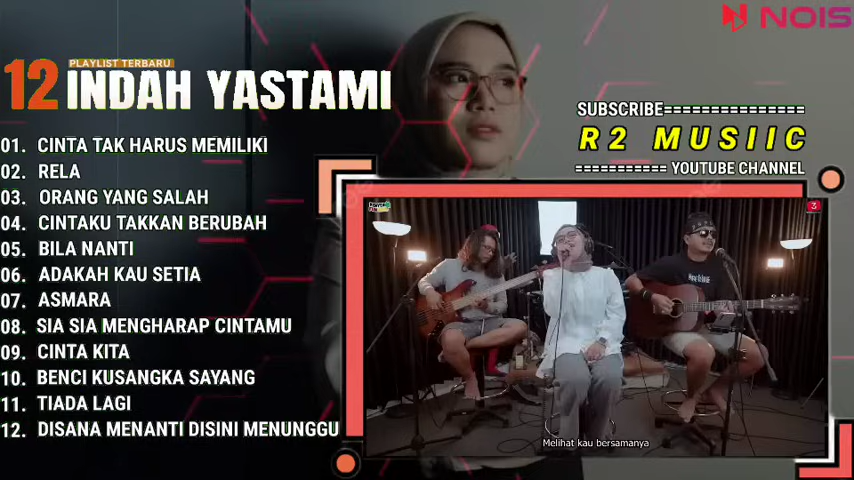 NOIS
PLAYLIST TERBARU
12 INDAH YASTAMI
SUBSCRIBE===============
R2 MUSIIC
=========== YOUTUBE CHANNEL
01. CINTA TAK HARUS MEMILIKI
02. RELA
03. ORANG YANG SALAH
04. CINTAKU TAKKAN BERUBAH
05. BILA NANTI
06. ADAKAH KAU SETIA
07. ASMARA
08. SIA SIA MENGHARAP CINTAMU
09. CINTA KITA
10. BENCI KUSANGKA SAYANG
11. TIADA LAGI
12. DISANA MENANTI DISINI MENUNGGU
3
Melihat kau bersamanya